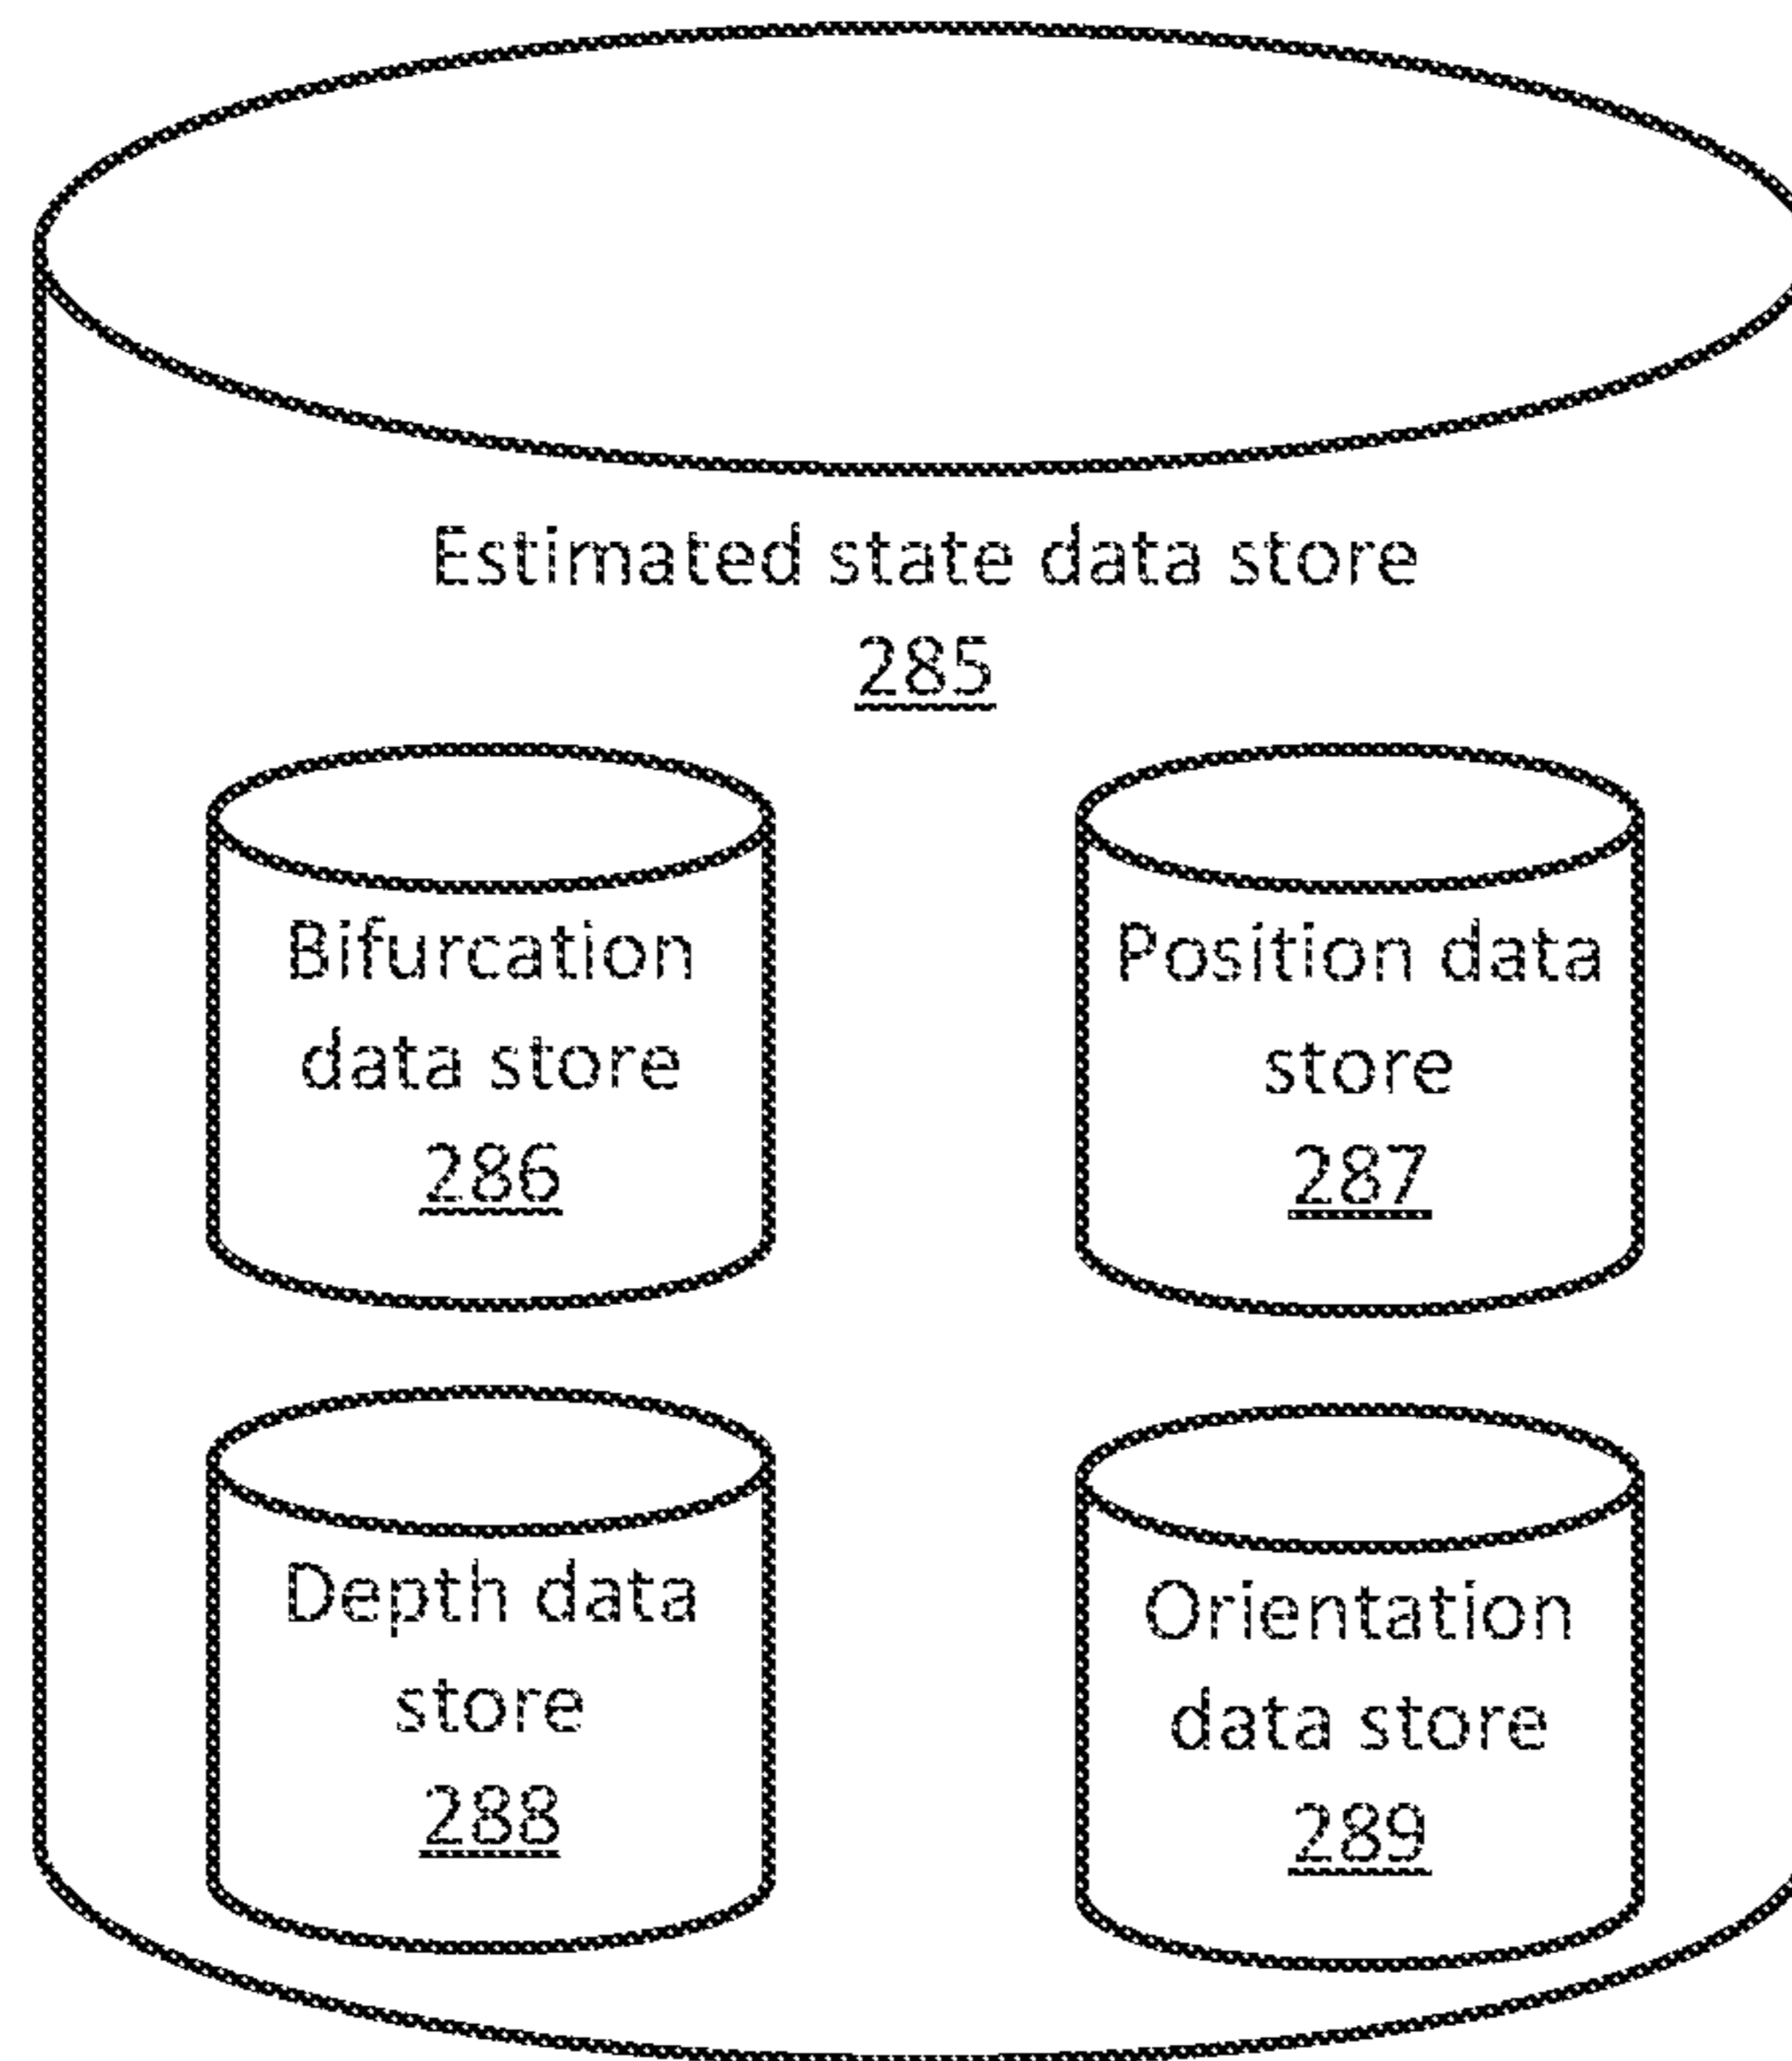 Estimated state data store
285
Bifurcation
data store
286
Position data
store
287
Depth data
store
288
Orientation
data store
289